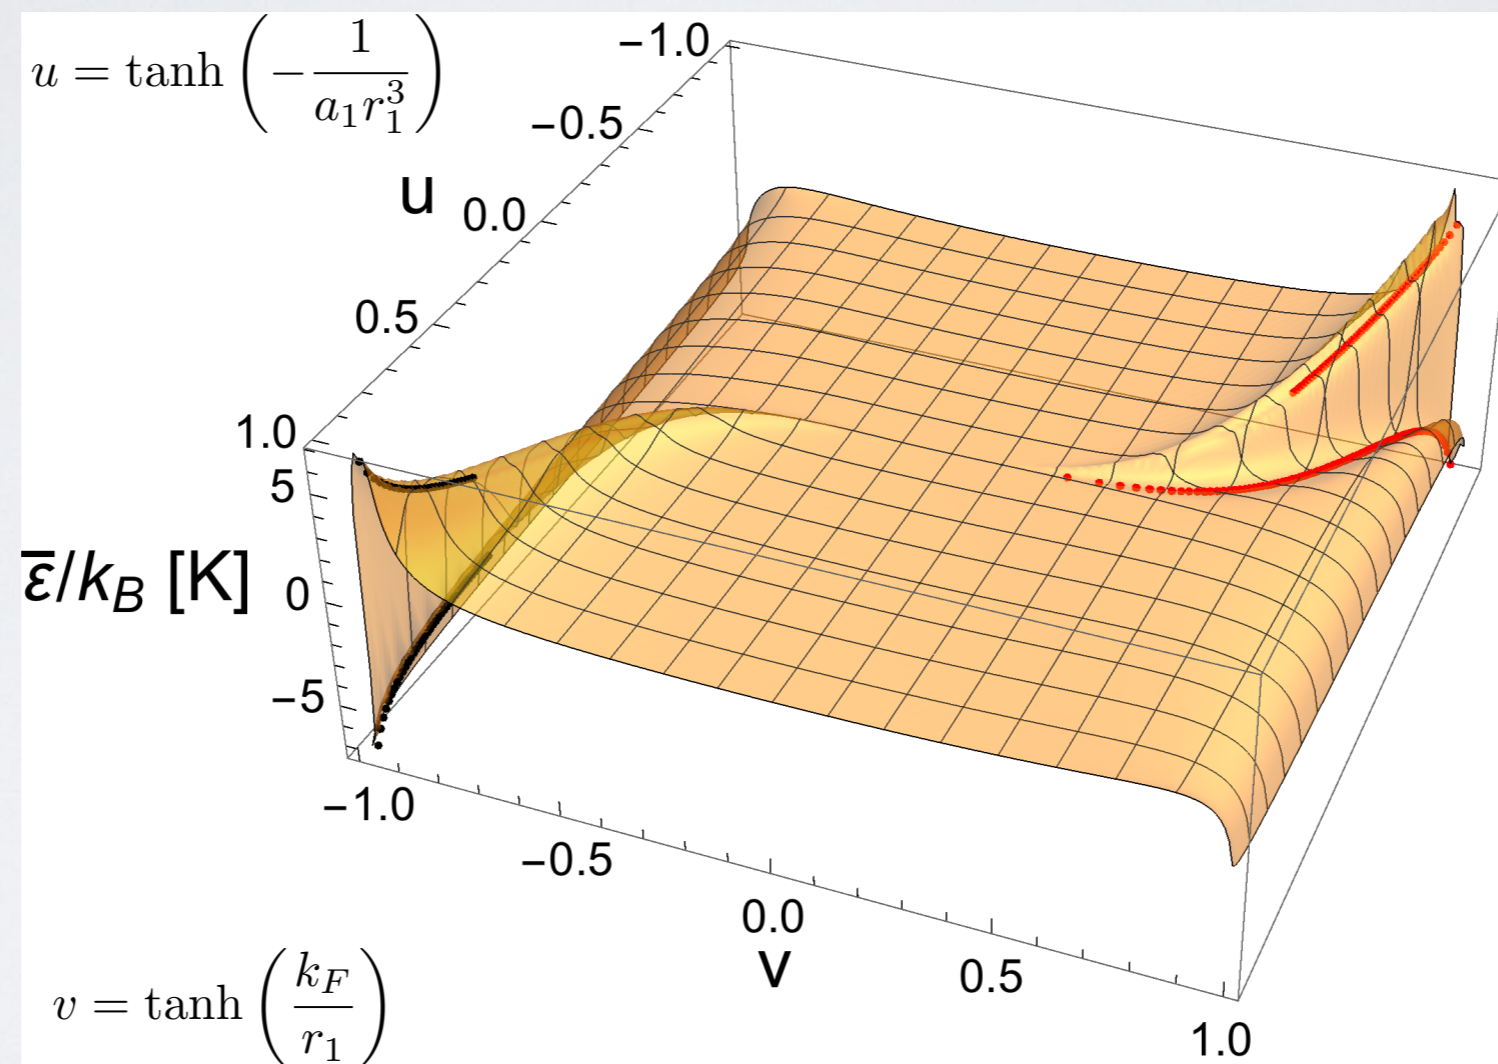 u = tanh(−1/(a₁r₁³))
−1.0
−0.5
u
0.0
0.5
1.0
5
ε̅/k_B [K]
0
−5
−1.0
−0.5
0.0
v
0.5
1.0
v = tanh(k_F/r₁)